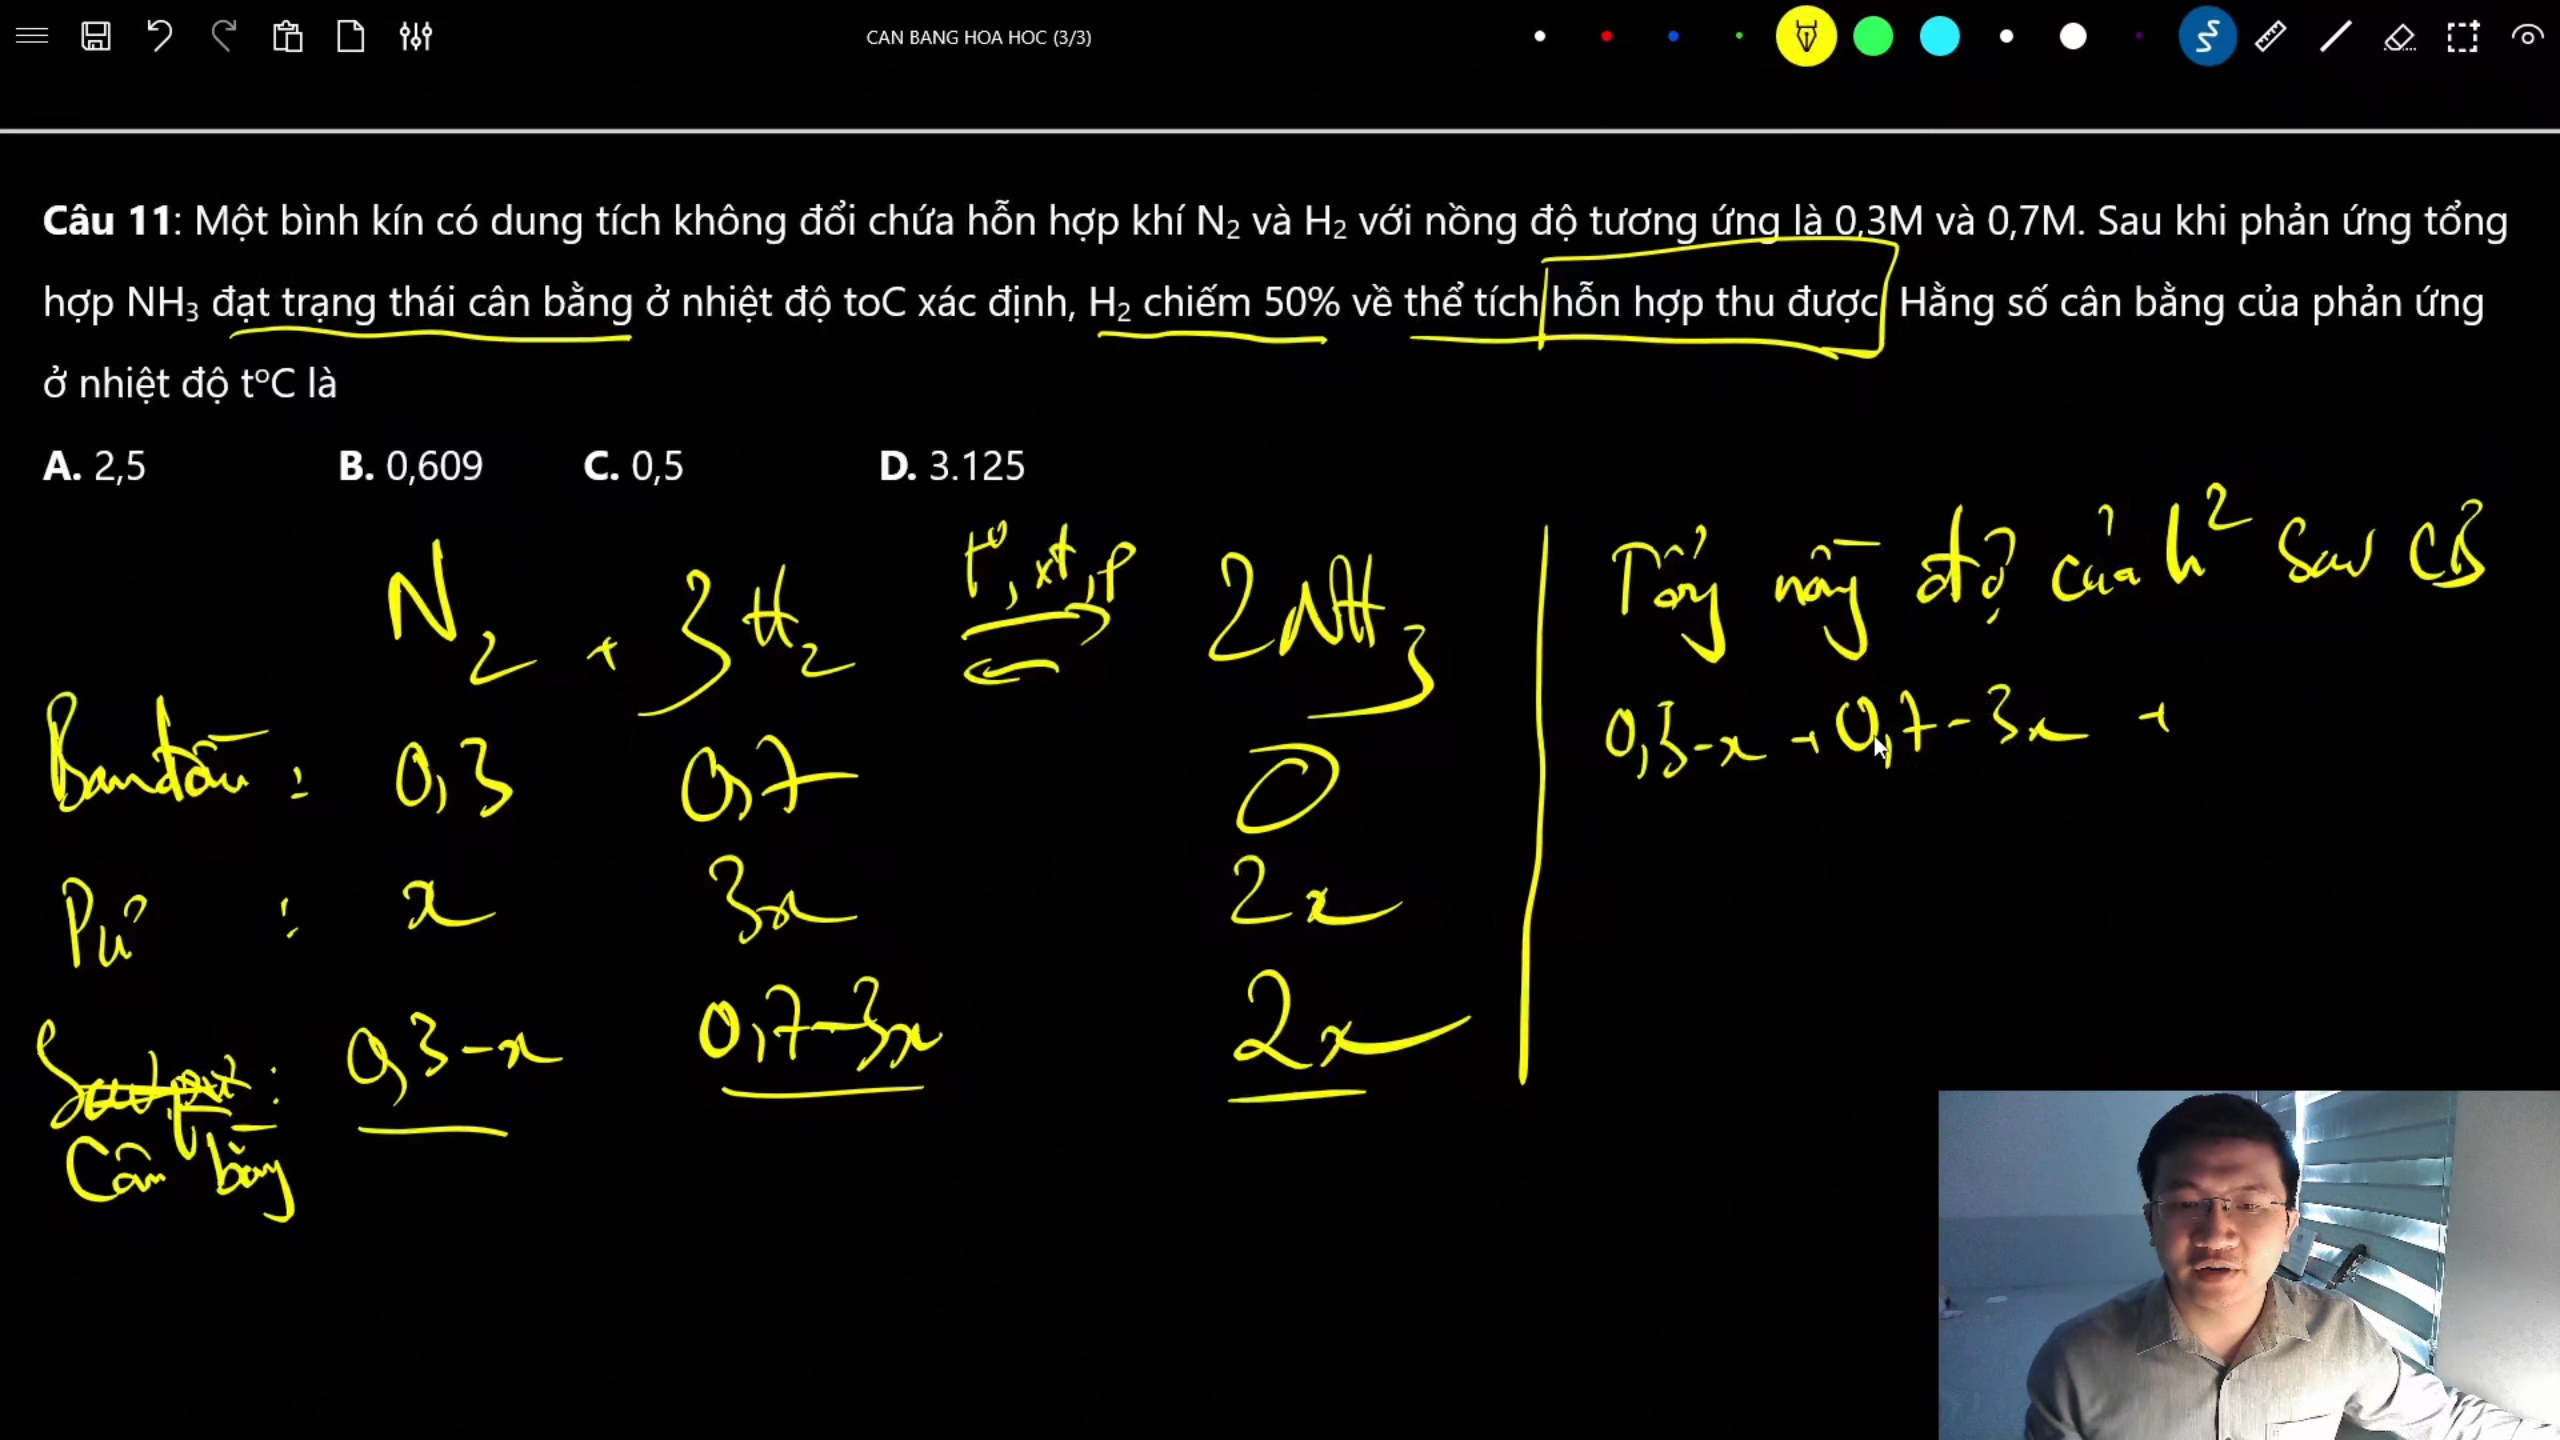 CAN BANG HOA HOC (3/3)
Câu 11: Một bình kín có dung tích không đổi chứa hỗn hợp khí N₂ và H₂ với nồng độ tương ứng là 0,3M và 0,7M. Sau khi phản ứng tổng
hợp NH₃ đạt trạng thái cân bằng ở nhiệt độ toC xác định, H₂ chiếm 50% về thể tích hỗn hợp thu được Hằng số cân bằng của phản ứng
ở nhiệt độ tºC là
A. 2,5 B. 0,609 C. 0,5 D. 3.125
N₂ + 3H₂ t⁰, xt, p ⇌ 2NH₃
Ban đầu : 0,3 0,7 0
Pứ : x 3x 2x
Sau pứ : 0,3-x 0,7-3x 2x
Cân bằng
Tổng nồng độ của h² sau CB
0,3-x + 0,7-3x +